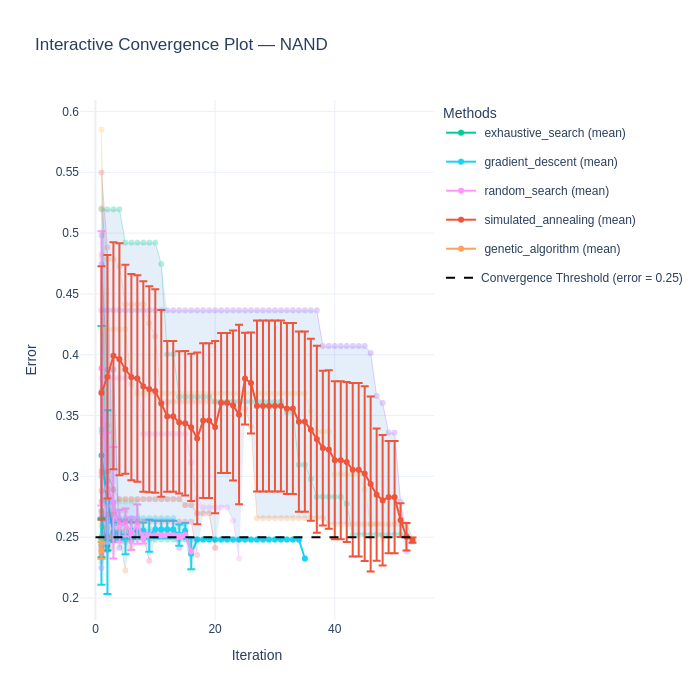 Interactive Convergence Plot — NAND
Methods
exhaustive_search (mean)
gradient_descent (mean)
random_search (mean)
simulated_annealing (mean)
genetic_algorithm (mean)
Convergence Threshold (error = 0.25)
Error
0.6
0.55
0.5
0.45
0.4
0.35
0.3
0.25
0.2
0
20
40
Iteration